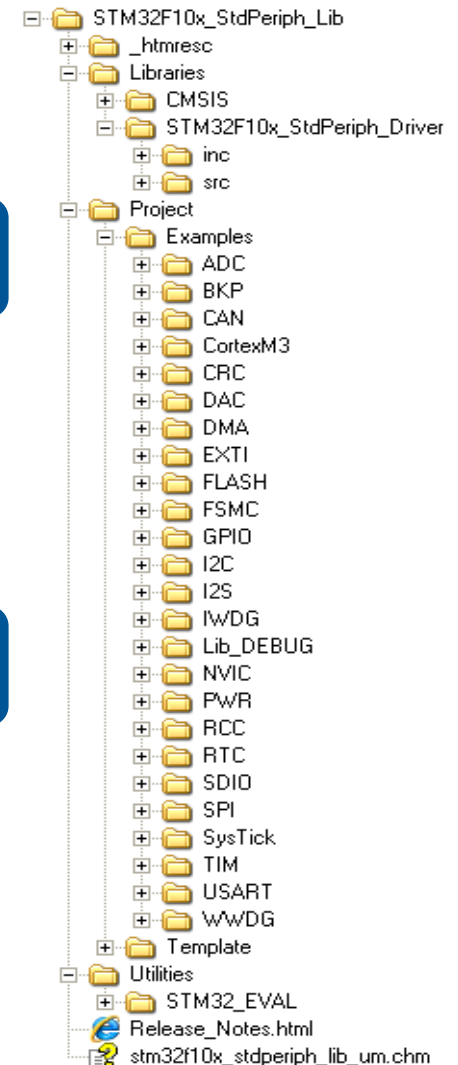 STM32F10x_StdPeriph_Lib
_htmresc
Libraries
CMSIS
STM32F10x_StdPeriph_Driver
inc
src
Project
Examples
ADC
BKP
CAN
CortexM3
CRC
DAC
DMA
EXTI
FLASH
FSMC
GPIO
I2C
I2S
IWDG
Lib_DEBUG
NVIC
PWR
RCC
RTC
SDIO
SPI
SysTick
TIM
USART
WWDG
Template
Utilities
STM32_EVAL
Release_Notes.html
stm32f10x_stdperiph_lib_um.chm